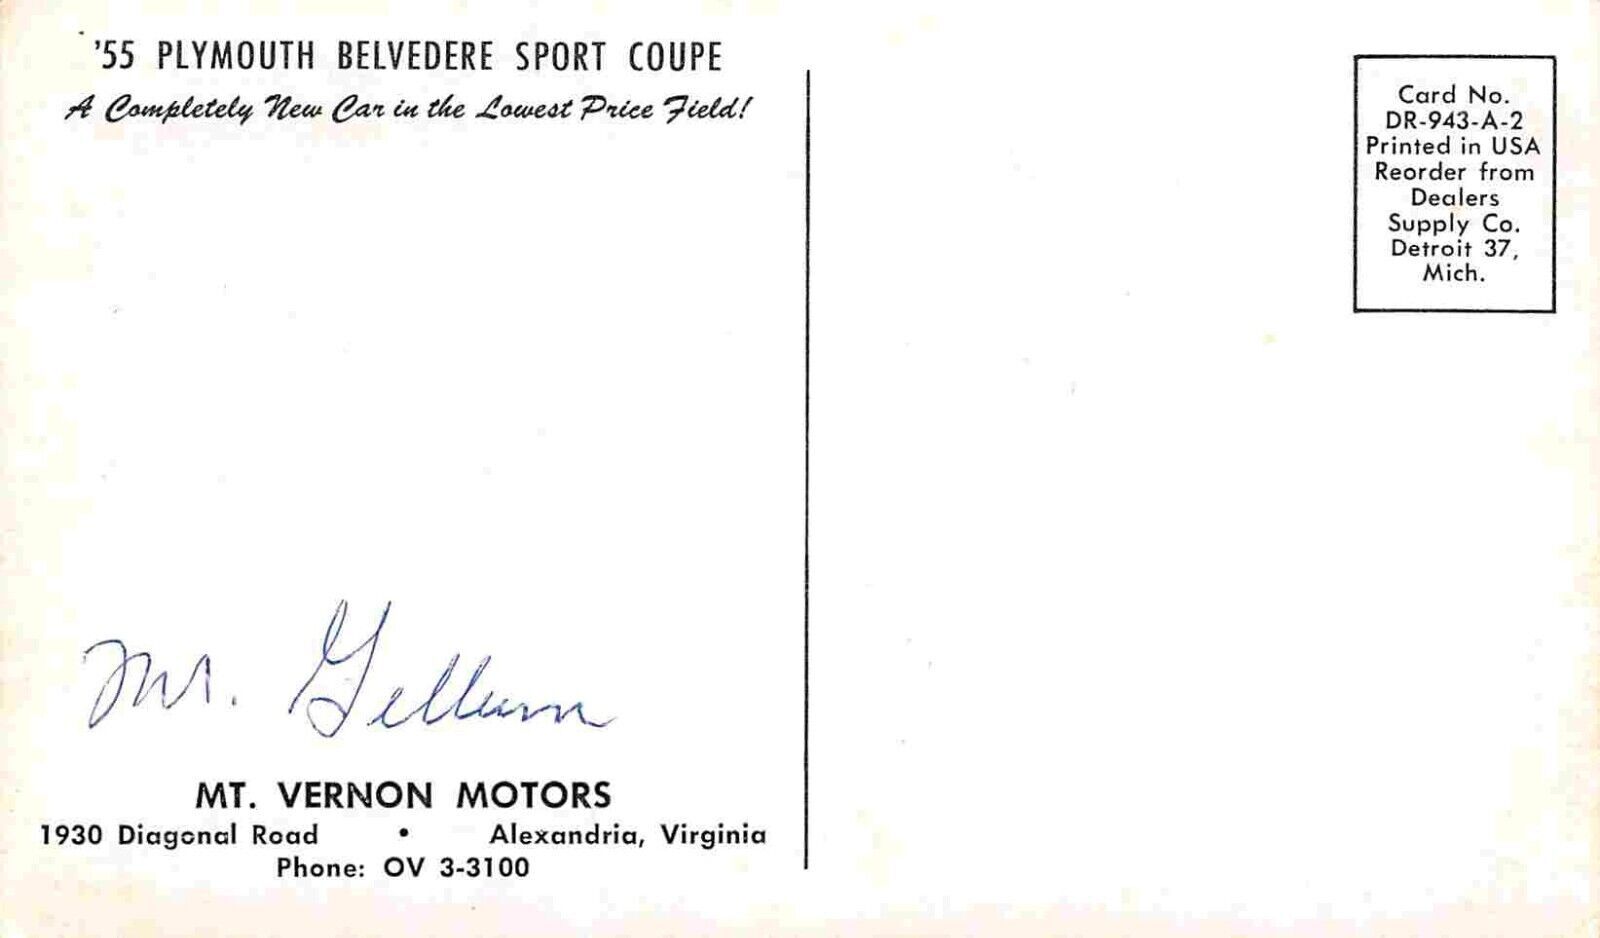 '55 PLYMOUTH BELVEDERE SPORT COUPE
A Completely New Car in the Lowest Price Field!
Card No.
DR-943-A-2
Printed in USA
Reorder from
Dealers
Supply Co.
Detroit 37,
Mich.
Mr.
MT. VERNON MOTORS
1930 Diagonal Road • Alexandria, Virginia
Phone: OV 3-3100